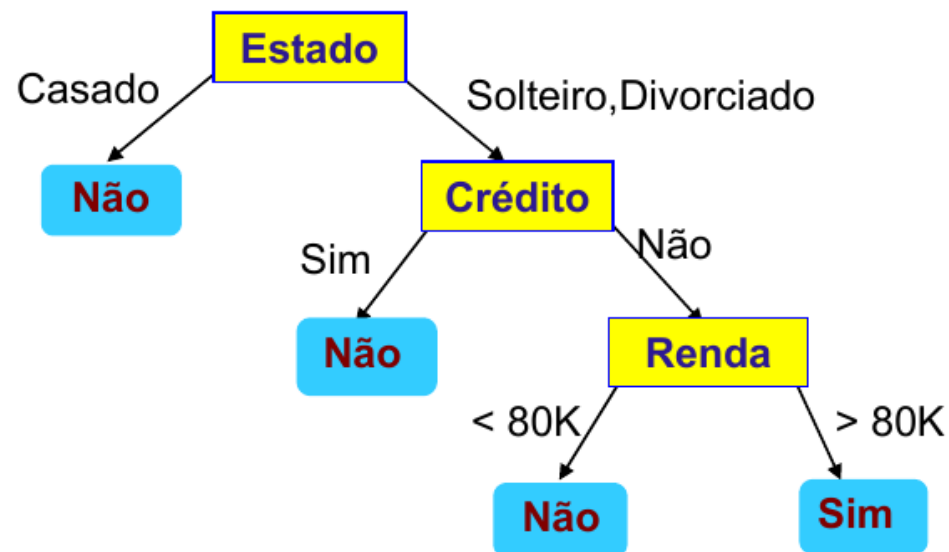 Estado
Casado
Solteiro,Divorciado
Não
Crédito
Sim
Não
Não
Renda
< 80K
> 80K
Não
Sim